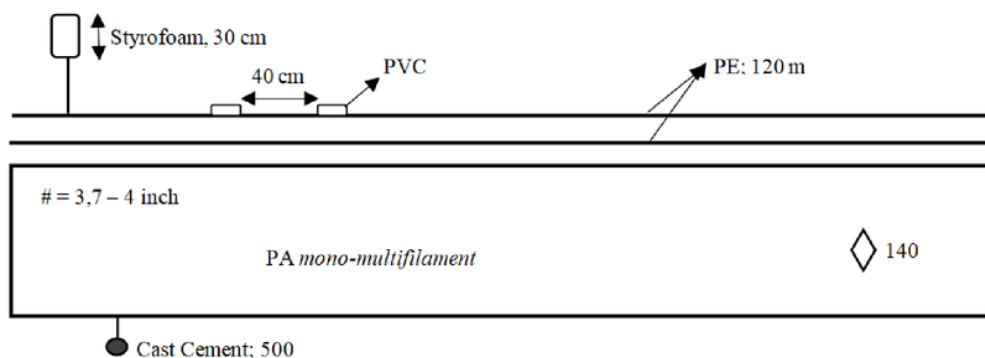 Styrofoam, 30 cm
40 cm
PVC
PE; 120 m
# = 3,7 – 4 inch
PA mono-multifilament
140
Cast Cement; 500